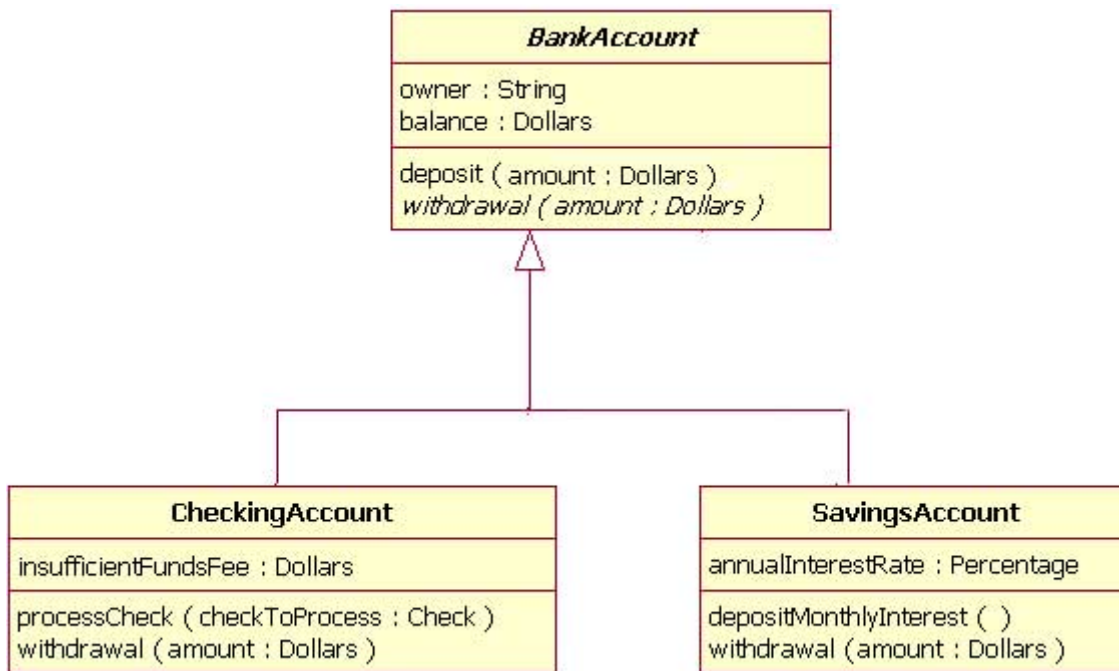 BankAccount
owner : String
balance : Dollars
deposit ( amount : Dollars )
withdrawal ( amount : Dollars )
CheckingAccount
insufficientFundsFee : Dollars
processCheck ( checkToProcess : Check )
withdrawal ( amount : Dollars )
SavingsAccount
annualInterestRate : Percentage
depositMonthlyInterest ( )
withdrawal ( amount : Dollars )